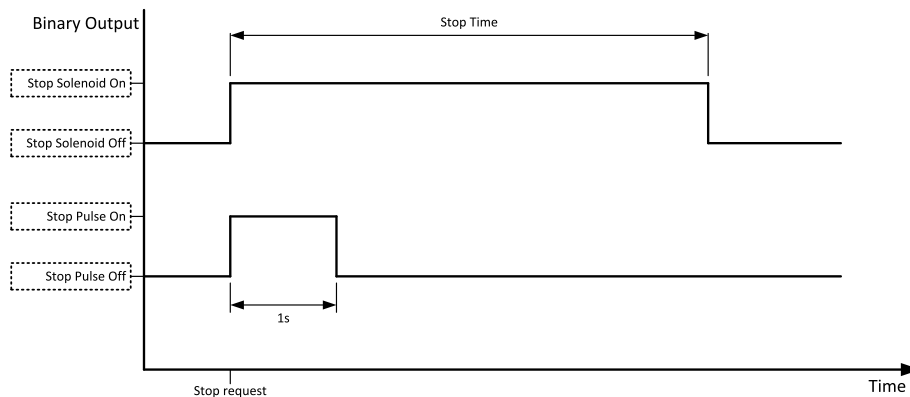 Binary Output
Stop Time
Stop Solenoid On
Stop Solenoid Off
Stop Pulse On
Stop Pulse Off
1s
Stop request
Time